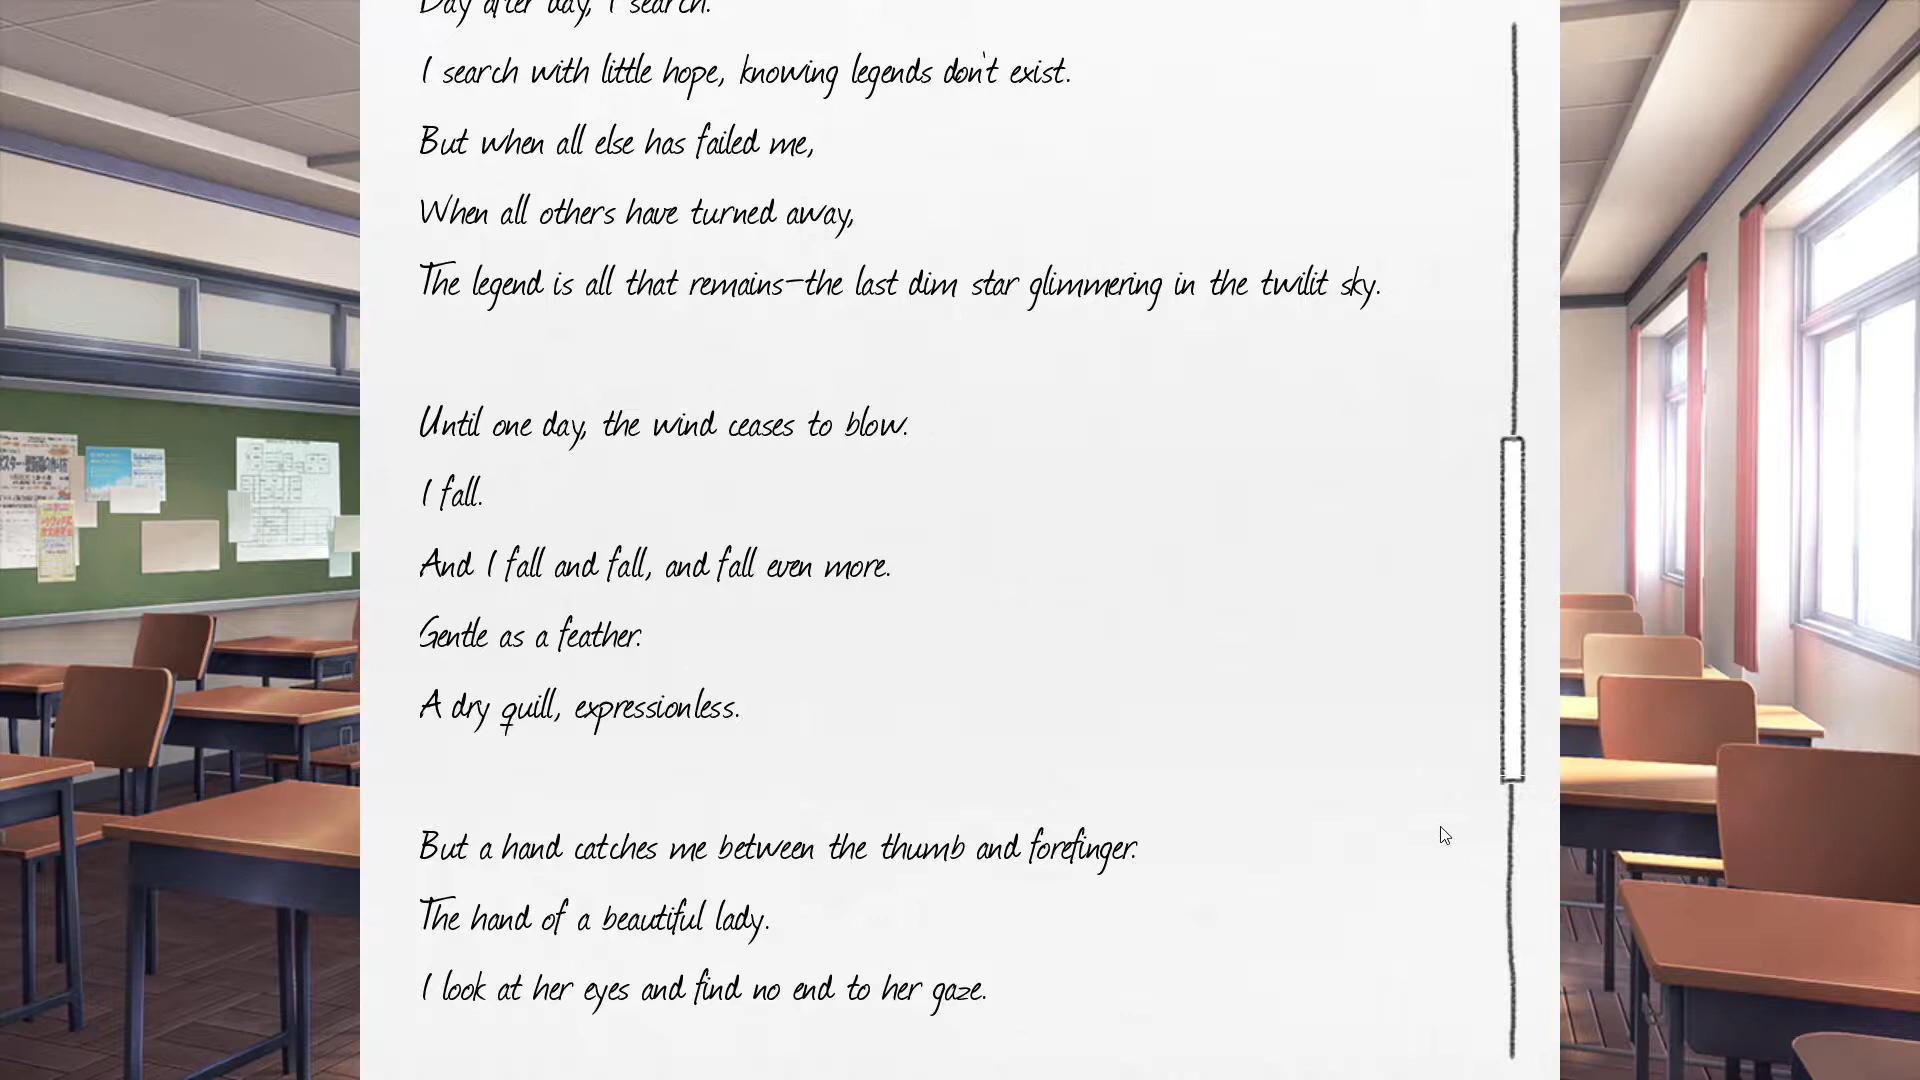 Day after day, I search.
I search with little hope, knowing legends don't exist.
But when all else has failed me,
When all others have turned away,
The legend is all that remains—the last dim star glimmering in the twilit sky.
Until one day, the wind ceases to blow.
I fall.
And I fall and fall, and fall even more.
Gentle as a feather.
A dry quill, expressionless.
But a hand catches me between the thumb and forefinger.
The hand of a beautiful lady.
I look at her eyes and find no end to her gaze.